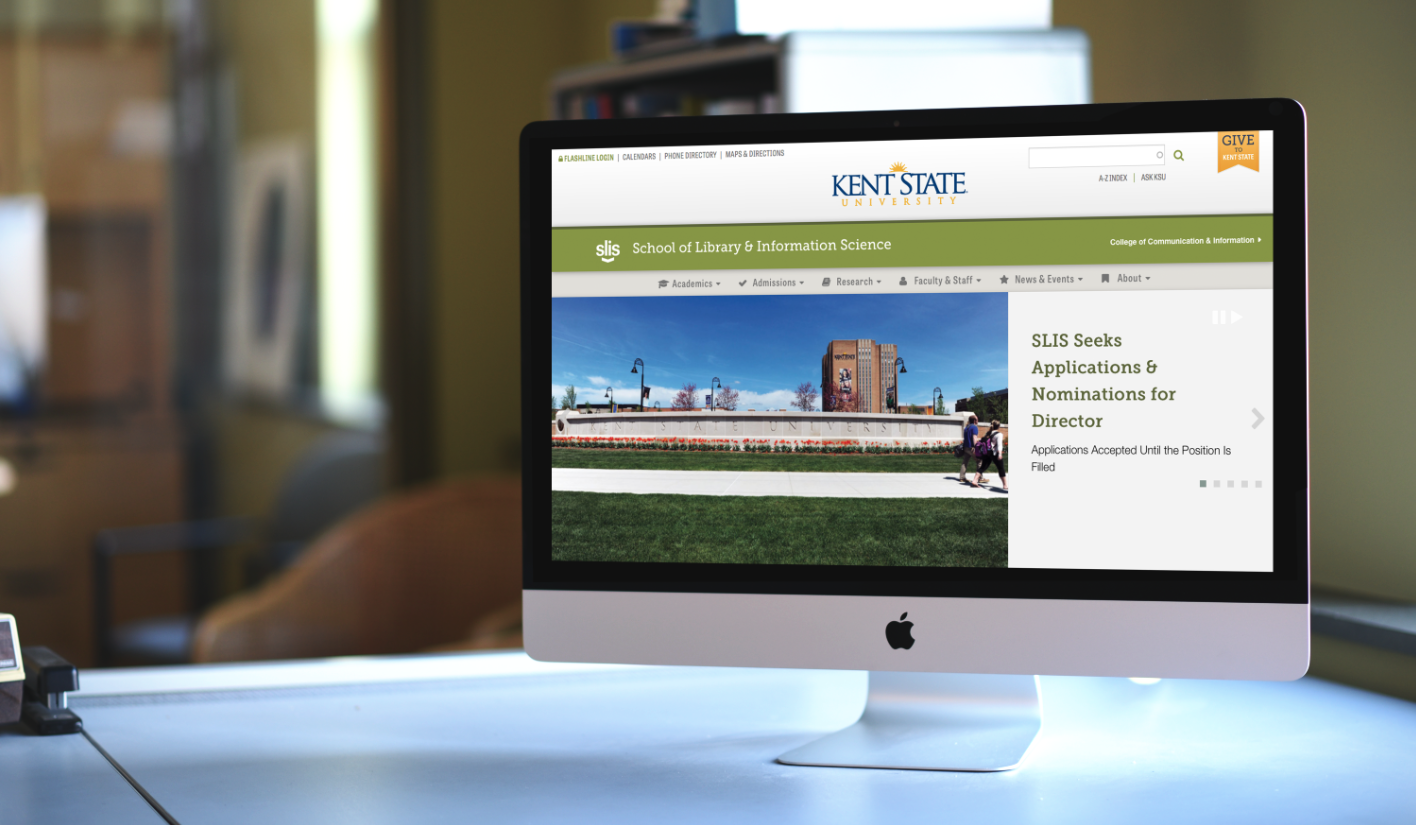 FLASHLINE LOGIN | CALENDARS | PHONE DIRECTORY | MAPS & DIRECTIONS
GIVE
TO
KENT STATE
KENT STATE
UNIVERSITY
A-Z INDEX | ASK KSU
slis School of Library & Information Science
College of Communication & Information
Academics Admissions Research Faculty & Staff News & Events About
SLIS Seeks
Applications &
Nominations for
Director
Applications Accepted Until the Position Is
Filled
KENT STATE UNIVERSITY